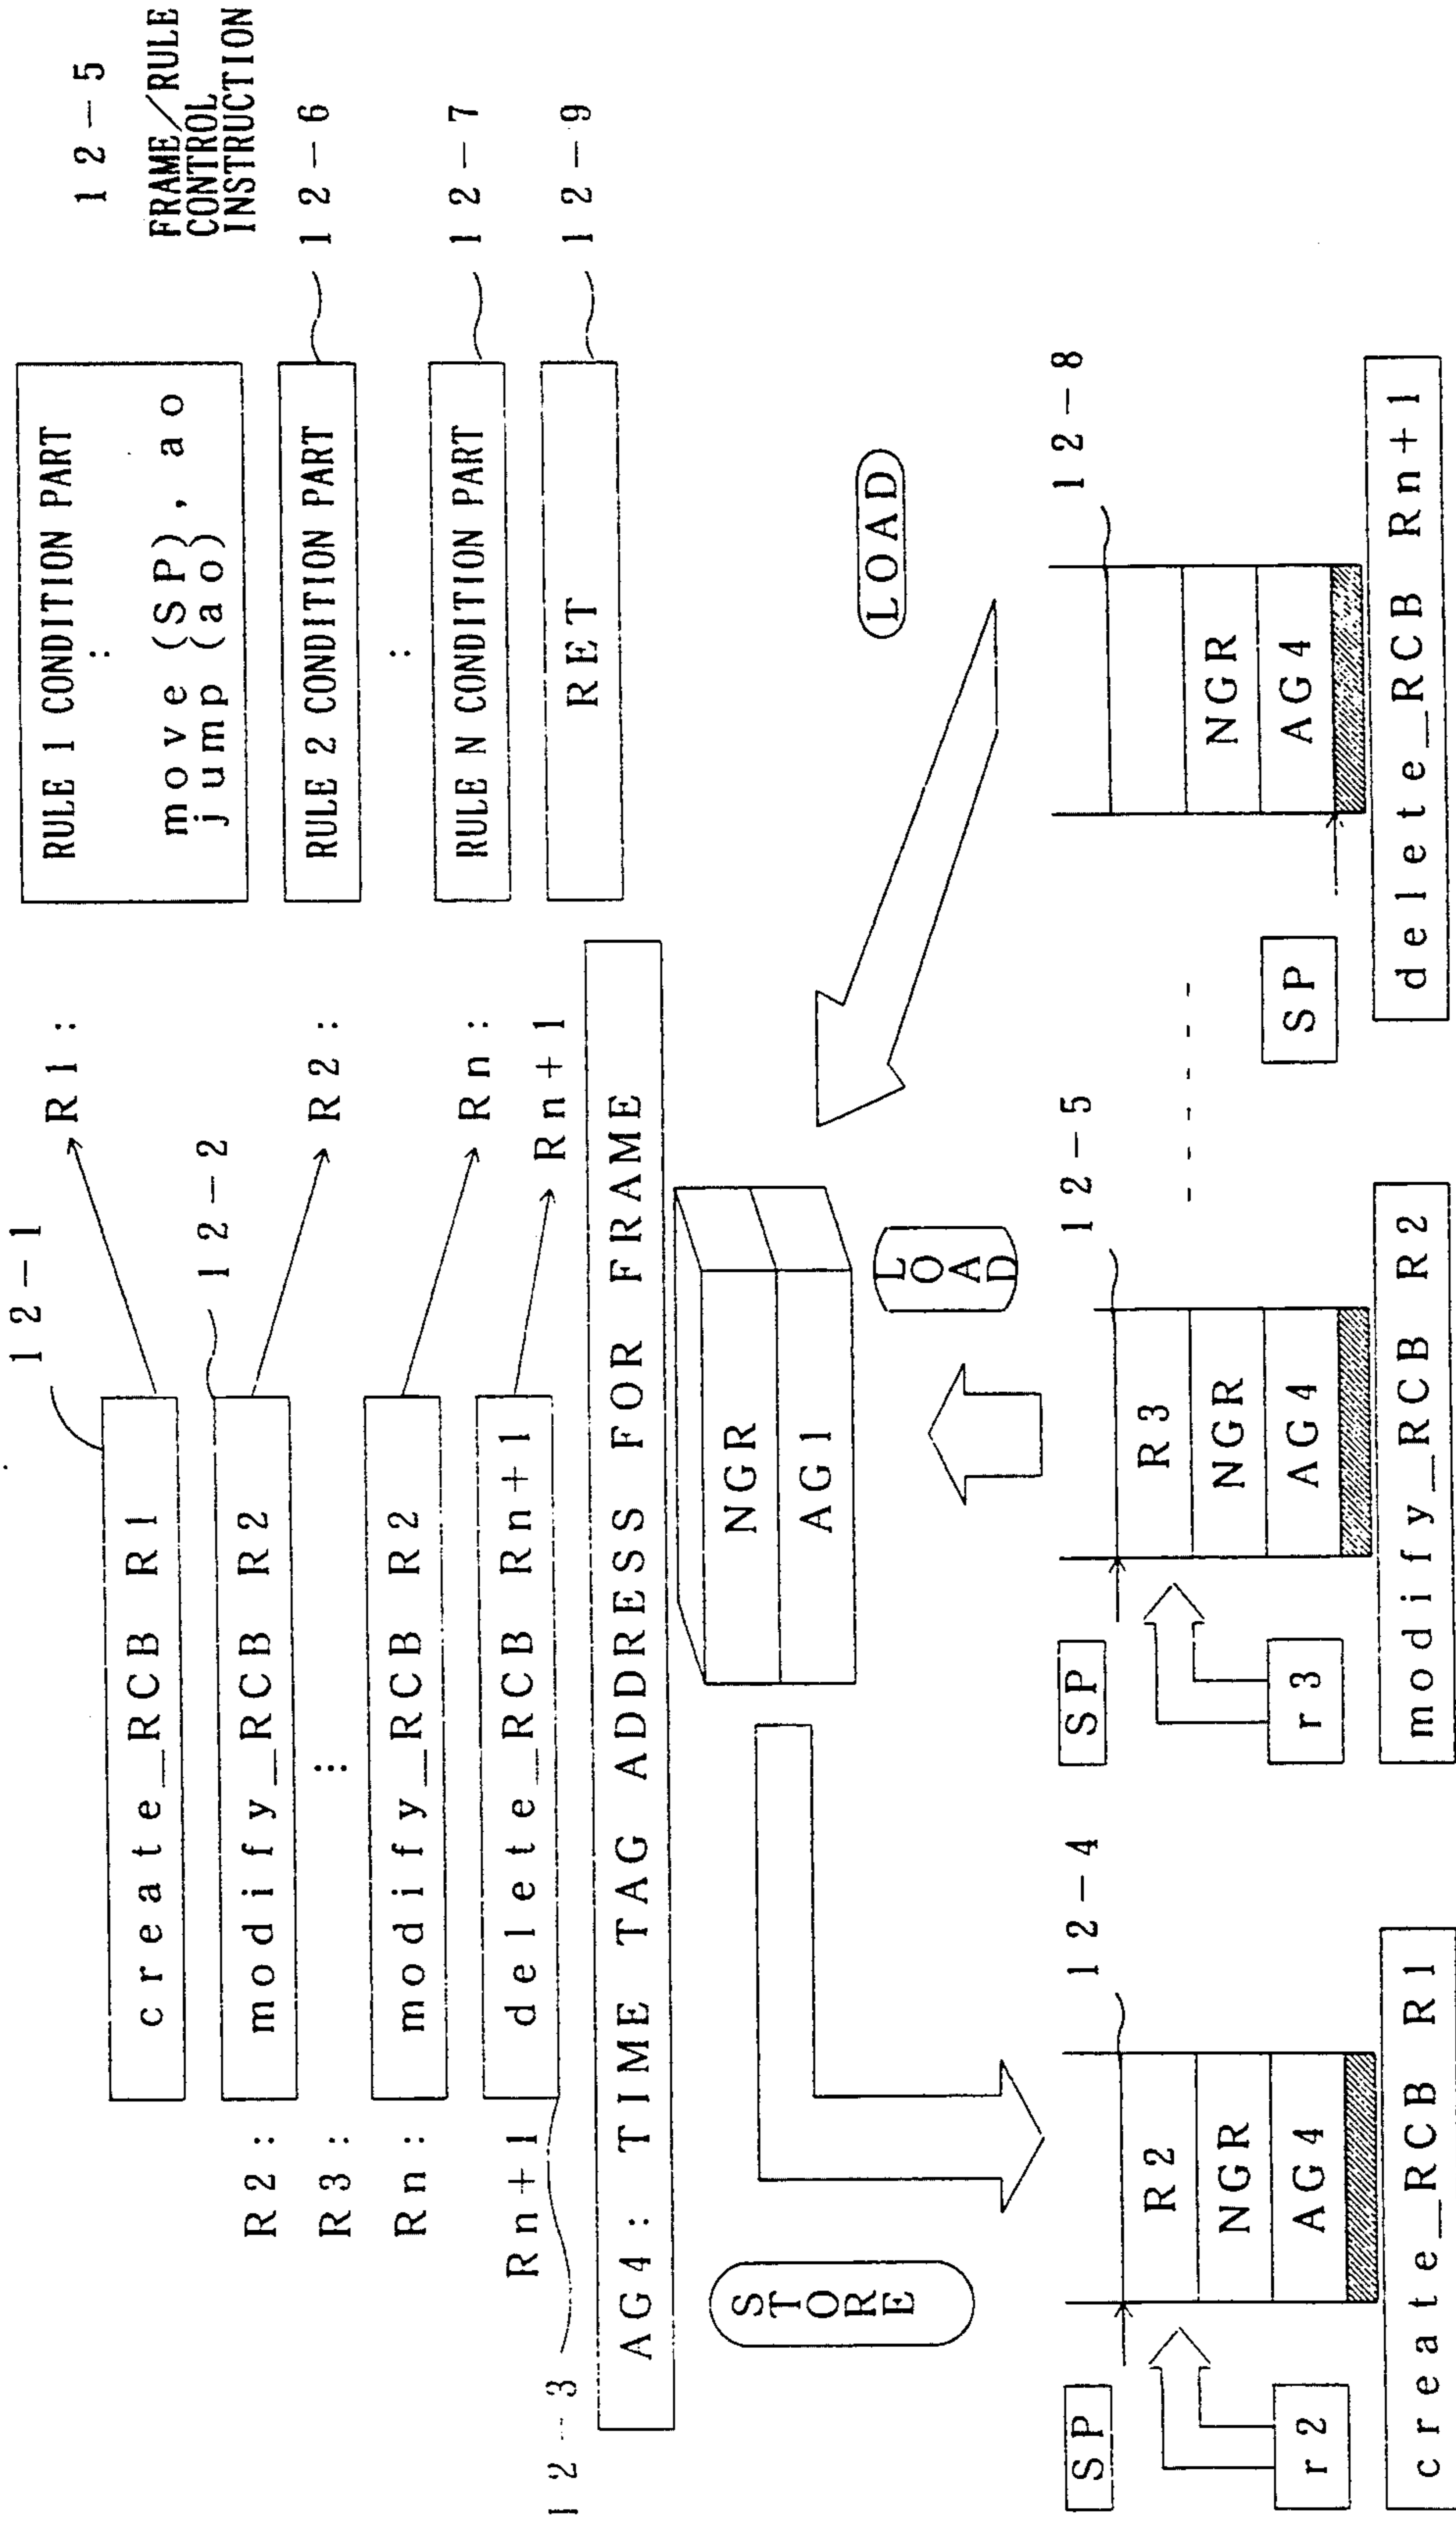 12-1
create_RCB R1
R1:
12-2
R2:
modify_RCB R2
R2:
R3:
:
Rn:
modify_RCB R2
Rn:
Rn+1
delete_RCB Rn+1
Rn+1
12-3
12-5
FRAME/RULE
CONTROL
INSTRUCTION
RULE 1 CONDITION PART
:
move (SP), ao
jump (ao)
RULE 2 CONDITION PART
12-6
:
RULE N CONDITION PART
12-7
RET
12-9
AG4: TIME TAG ADDRESS FOR FRAME
STORE
NGR
AG1
LOAD
LOAD
12-4
SP
R2
NGR
AG4
r2
create_RCB R1
12-5
SP
R3
NGR
AG4
r3
modify_RCB R2
12-8
NGR
AG4
SP
delete_RCB Rn+1